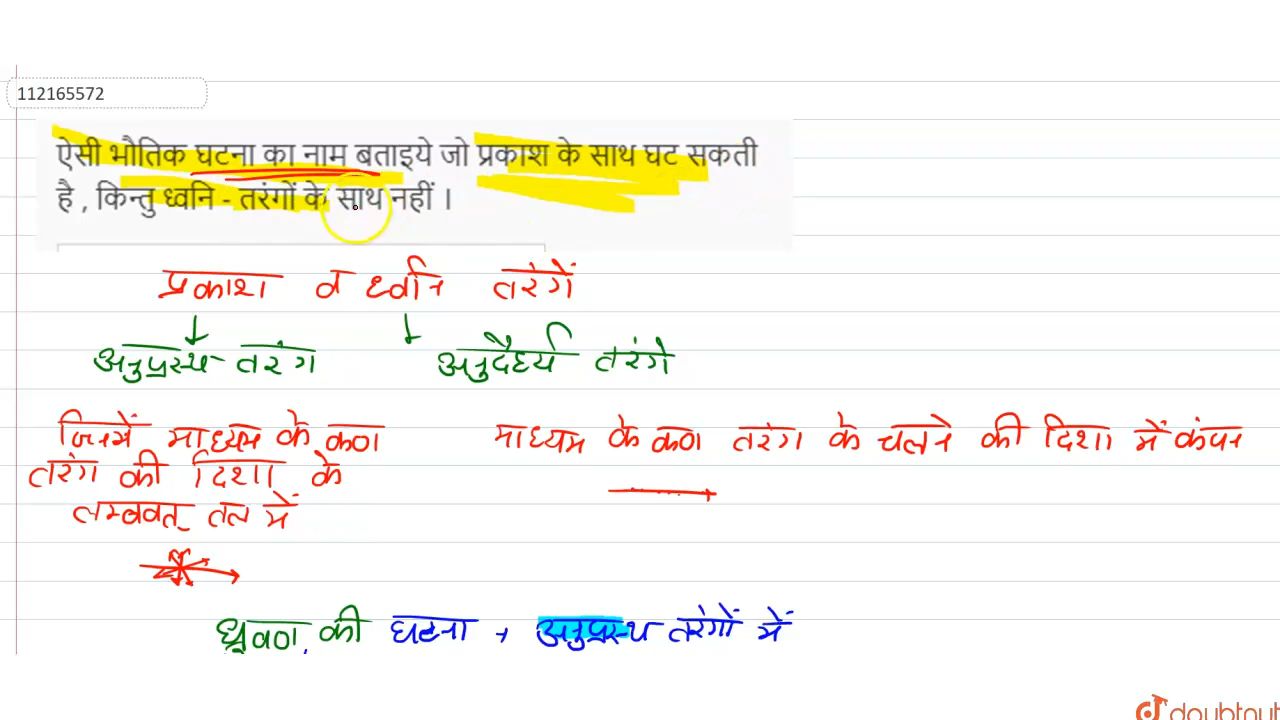 112165572
ऐसी भौतिक घटना का नाम बताइये जो प्रकाश के साथ घट सकती
है , किन्तु ध्वनि - तरंगों के साथ नहीं ।
प्रकाश व ध्वनि तरंगें
अनुप्रस्थ तरंग अनुदैर्ध्य तरंगे
जिनमें माध्यम के कण माध्यम के कण तरंग के चलने की दिशा में कंपन
तरंग की दिशा के
लम्बवत् तल में
ध्रुवण की घटना , अनुप्रस्थ तरंगों में
doubtnut